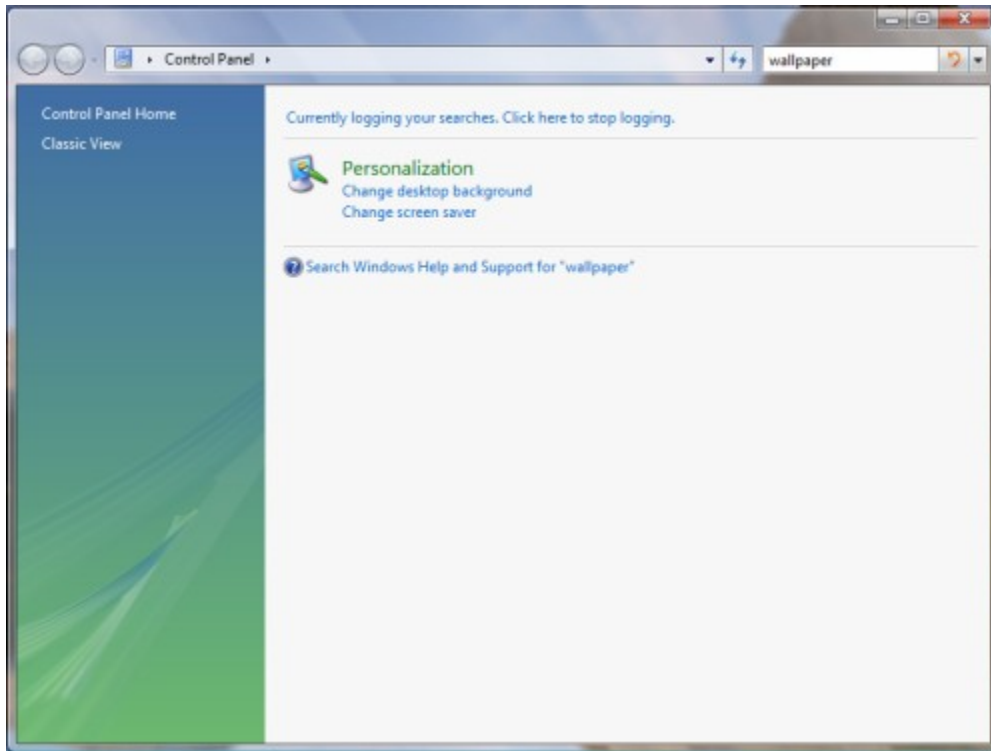 Control Panel
wallpaper
Control Panel Home
Classic View
Currently logging your searches. Click here to stop logging.
Personalization
Change desktop background
Change screen saver
Search Windows Help and Support for "wallpaper"